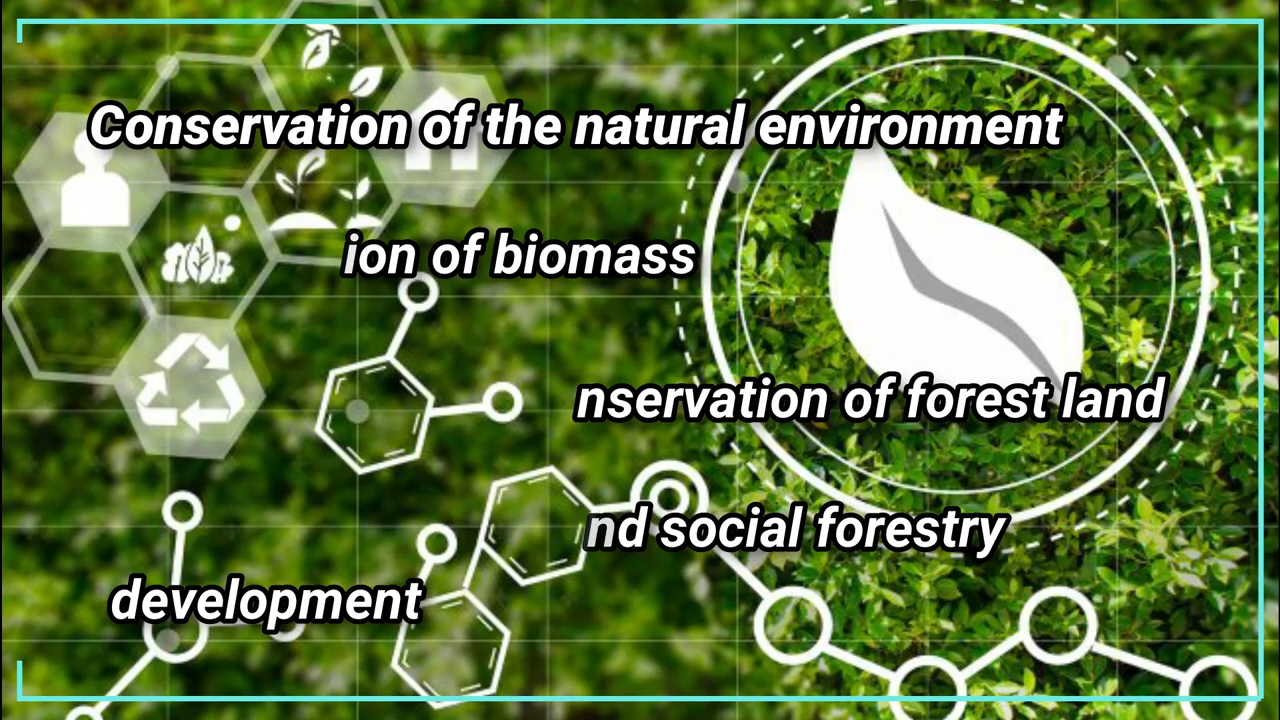 Conservation of the natural environment
ion of biomass
nservation of forest land
nd social forestry
development